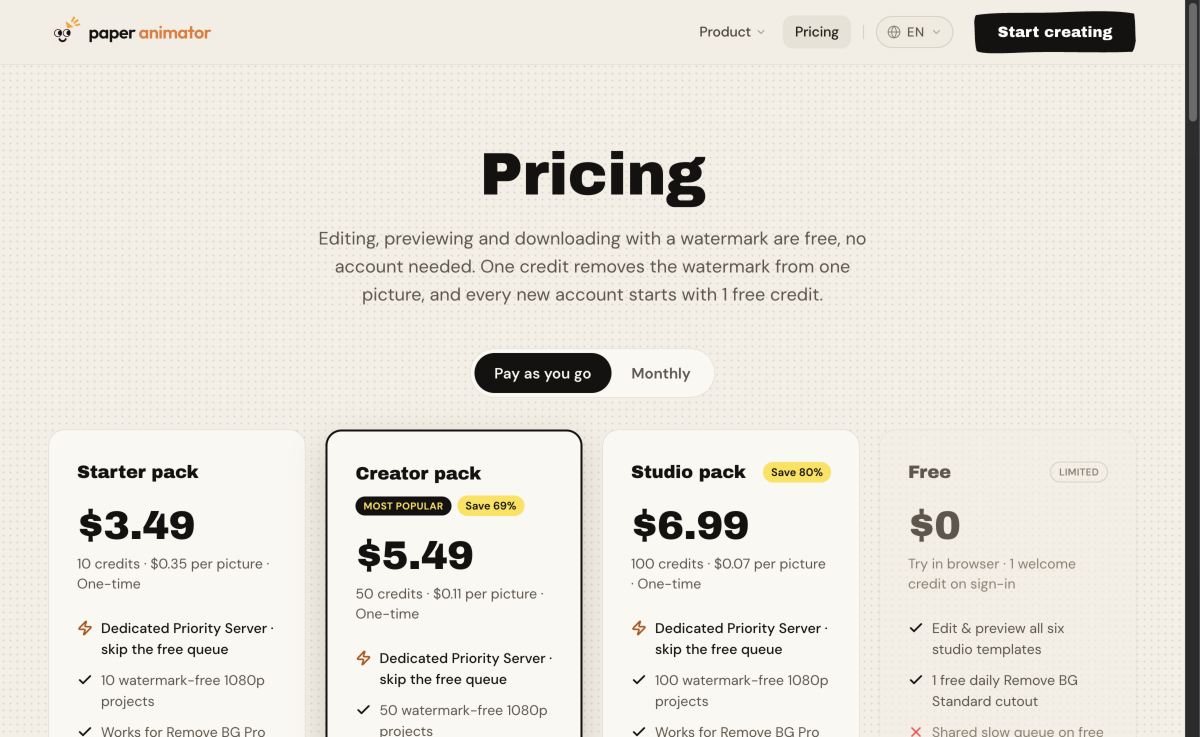 paper animator
Product
Pricing
EN
Start creating
Pricing
Editing, previewing and downloading with a watermark are free, no
account needed. One credit removes the watermark from one
picture, and every new account starts with 1 free credit.
Pay as you go
Monthly
Starter pack
$3.49
10 credits · $0.35 per picture ·
One-time
Dedicated Priority Server ·
skip the free queue
10 watermark-free 1080p
projects
Works for Remove BG Pro
Creator pack
MOST POPULAR
Save 69%
$5.49
50 credits · $0.11 per picture ·
One-time
Dedicated Priority Server ·
skip the free queue
50 watermark-free 1080p
projects
Studio pack
Save 80%
$6.99
100 credits · $0.07 per picture
· One-time
Dedicated Priority Server ·
skip the free queue
100 watermark-free 1080p
projects
Works for Remove BG Pro
Free
LIMITED
$0
Try in browser · 1 welcome
credit on sign-in
Edit & preview all six
studio templates
1 free daily Remove BG
Standard cutout
Shared slow queue on free